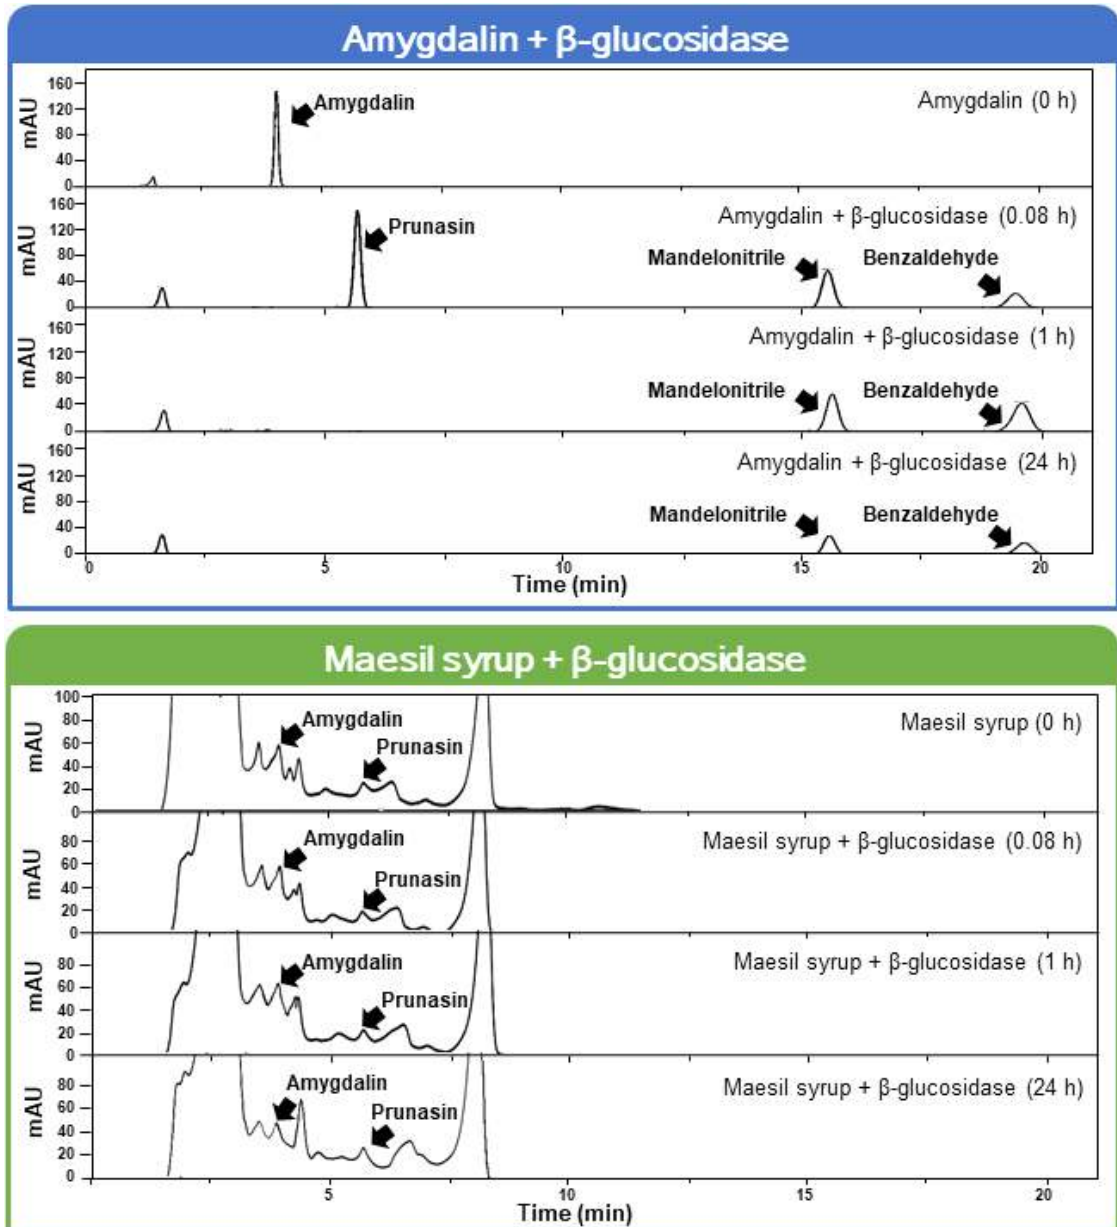 Amygdalin + β-glucosidase
mAU
160
120
80
40
0
Amygdalin
Amygdalin (0 h)
mAU
160
120
80
40
0
Prunasin
Amygdalin + β-glucosidase (0.08 h)
Mandelonitrile
Benzaldehyde
mAU
160
120
80
40
0
Amygdalin + β-glucosidase (1 h)
Mandelonitrile
Benzaldehyde
mAU
160
120
80
40
0
Amygdalin + β-glucosidase (24 h)
Mandelonitrile
Benzaldehyde
0 5 10 15 20
Time (min)
Maesil syrup + β-glucosidase
mAU
100
80
60
40
20
0
Amygdalin
Prunasin
Maesil syrup (0 h)
mAU
80
60
40
20
0
Amygdalin
Prunasin
Maesil syrup + β-glucosidase (0.08 h)
mAU
80
60
40
20
0
Amygdalin
Prunasin
Maesil syrup + β-glucosidase (1 h)
mAU
80
60
40
20
0
Amygdalin
Prunasin
Maesil syrup + β-glucosidase (24 h)
5 10 15 20
Time (min)